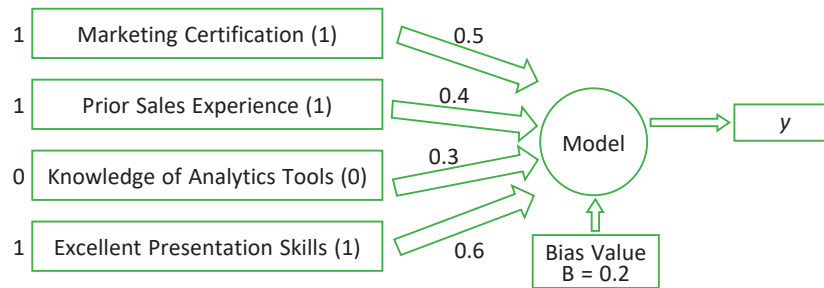 1 Marketing Certification (1) 0.5
1 Prior Sales Experience (1) 0.4
0 Knowledge of Analytics Tools (0) 0.3
1 Excellent Presentation Skills (1) 0.6
Model
y
Bias Value
B = 0.2